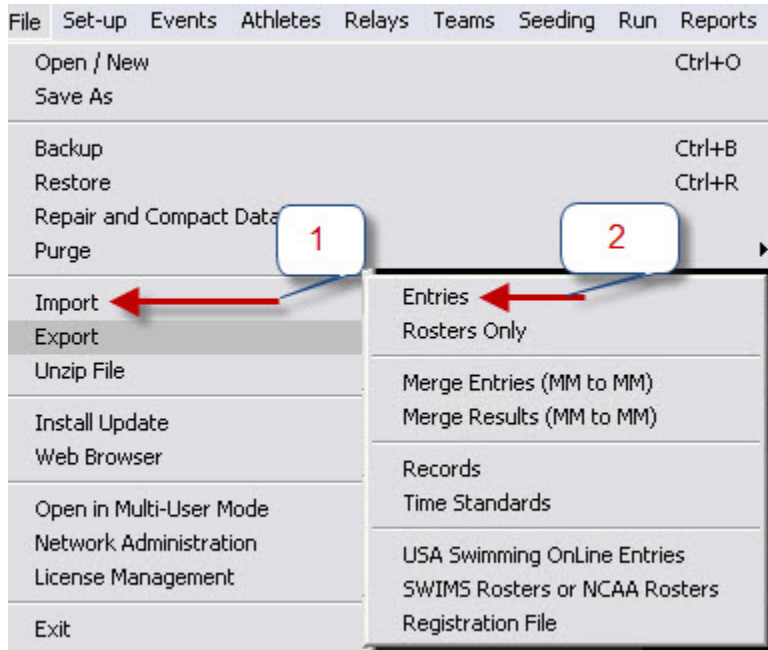 File Set-up Events Athletes Relays Teams Seeding Run Reports
Open / New Ctrl+O
Save As
Backup Ctrl+B
Restore Ctrl+R
Repair and Compact Data
Purge
1
2
Import
Export
Unzip File
Install Update
Web Browser
Open in Multi-User Mode
Network Administration
License Management
Exit
Entries
Rosters Only
Merge Entries (MM to MM)
Merge Results (MM to MM)
Records
Time Standards
USA Swimming OnLine Entries
SWIMS Rosters or NCAA Rosters
Registration File